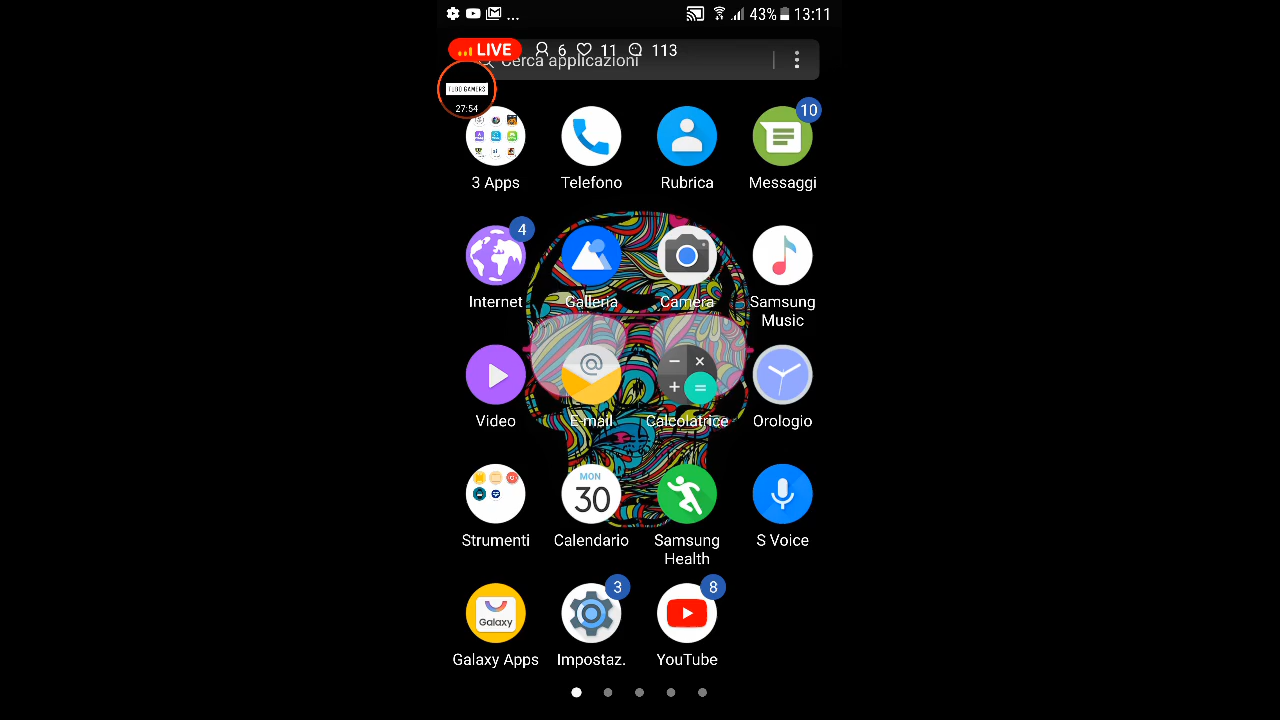 ... 43% 13:11
LIVE 6 11 113
Cerca applicazioni
TUDO GAMERS
27:54
10
3 Apps Telefono Rubrica Messaggi
4
Internet Galleria Camera Samsung Music
@
Video E-mail Calcolatrice Orologio
MON
30
Strumenti Calendario Samsung Health S Voice
3 8
Galaxy
Galaxy Apps Impostaz. YouTube